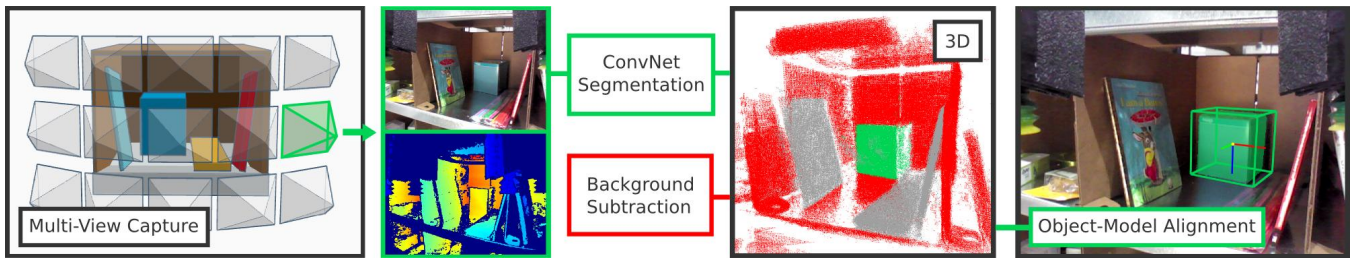 Multi-View Capture
ConvNet
Segmentation
Background
Subtraction
3D
Object-Model Alignment